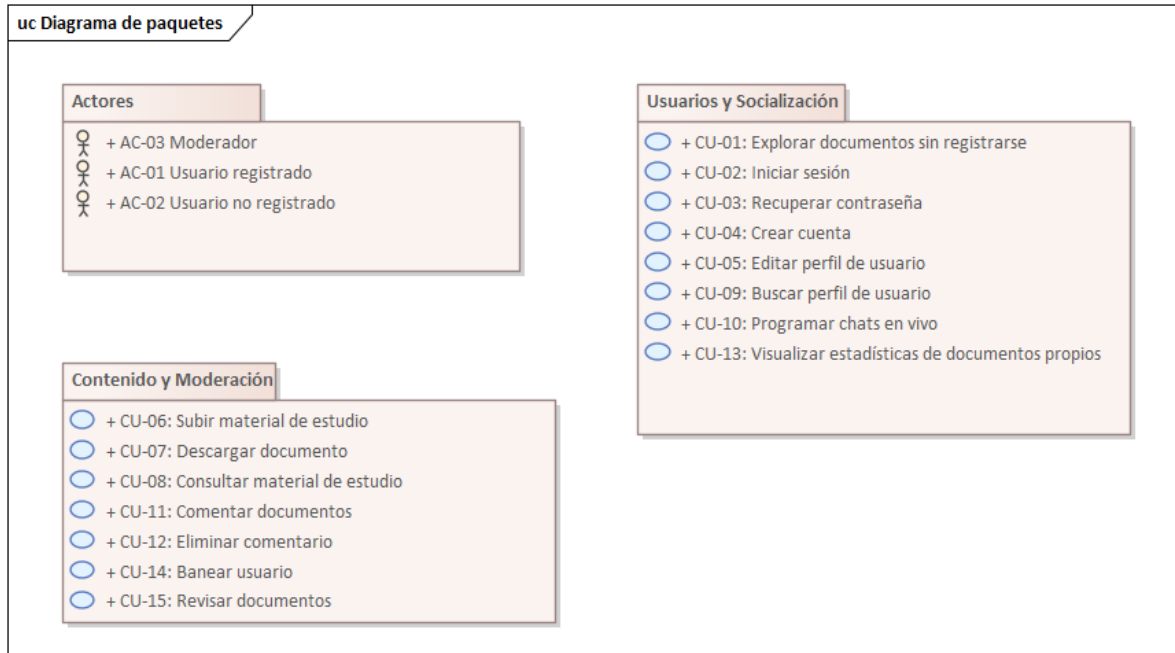 uc Diagrama de paquetes
Actores
+ AC-03 Moderador
+ AC-01 Usuario registrado
+ AC-02 Usuario no registrado
Contenido y Moderación
+ CU-06: Subir material de estudio
+ CU-07: Descargar documento
+ CU-08: Consultar material de estudio
+ CU-11: Comentar documentos
+ CU-12: Eliminar comentario
+ CU-14: Banear usuario
+ CU-15: Revisar documentos
Usuarios y Socialización
+ CU-01: Explorar documentos sin registrarse
+ CU-02: Iniciar sesión
+ CU-03: Recuperar contraseña
+ CU-04: Crear cuenta
+ CU-05: Editar perfil de usuario
+ CU-09: Buscar perfil de usuario
+ CU-10: Programar chats en vivo
+ CU-13: Visualizar estadísticas de documentos propios